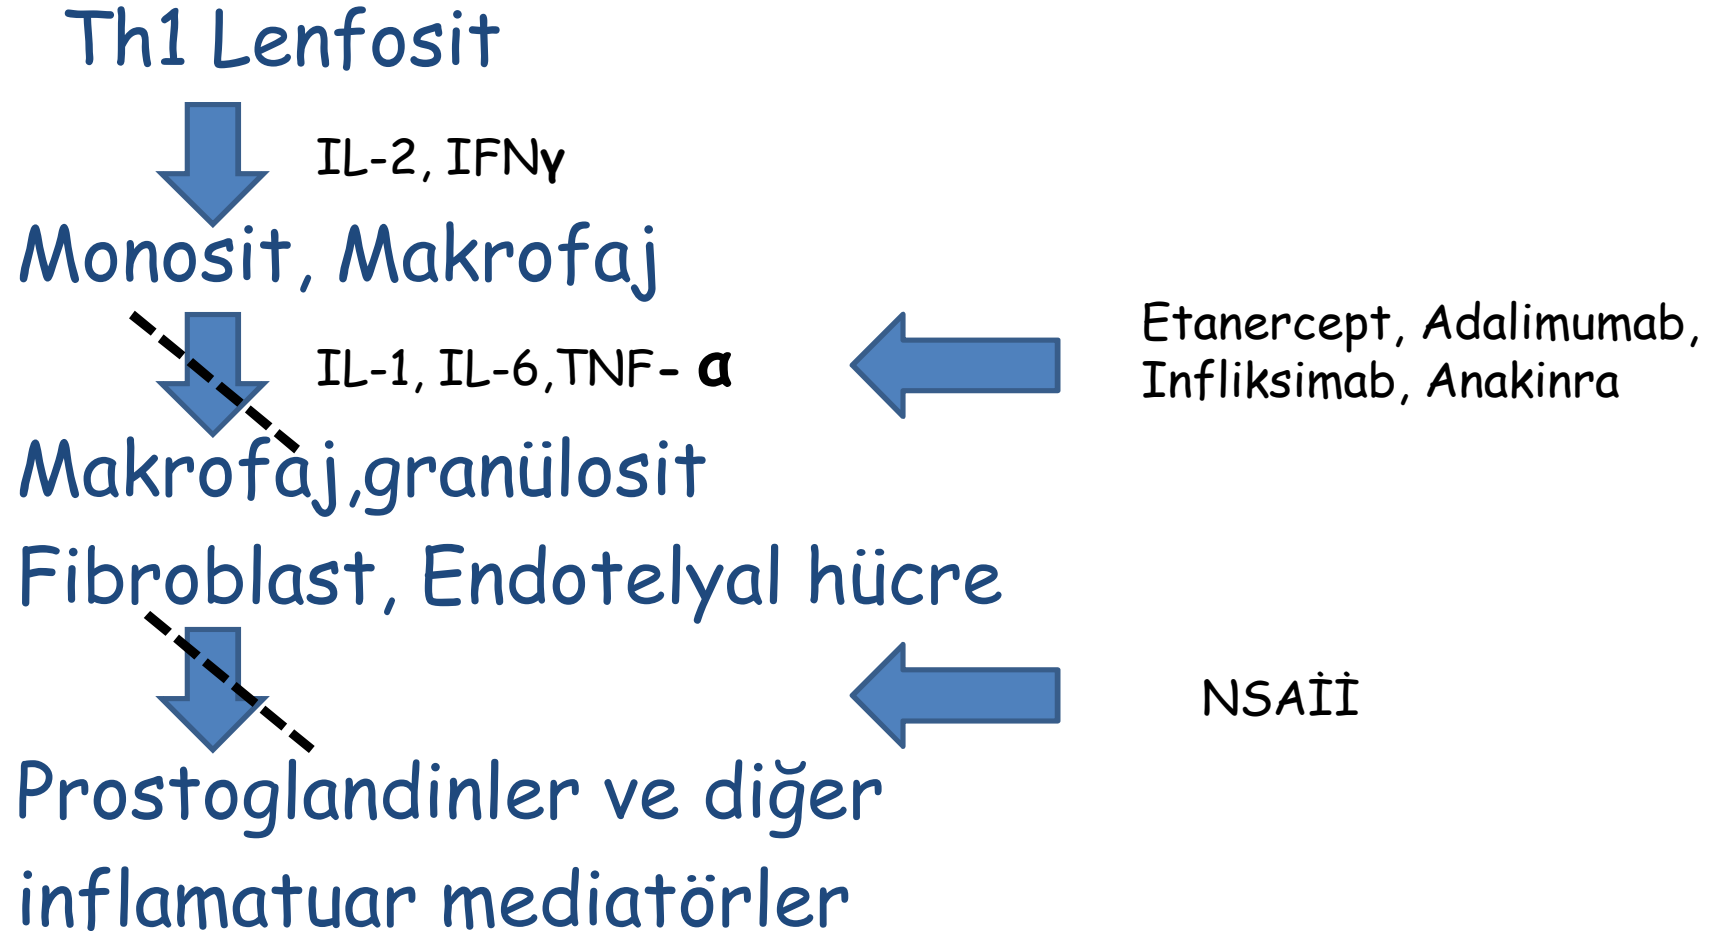 Th1 Lenfosit
IL-2, IFNγ
Monosit, Makrofaj
IL-1, IL-6,TNF- α
Etanercept, Adalimumab,
Infliksimab, Anakinra
Makrofaj,granülosit
Fibroblast, Endotelyal hücre
NSAİİ
Prostoglandinler ve diğer
inflamatuar mediatörler